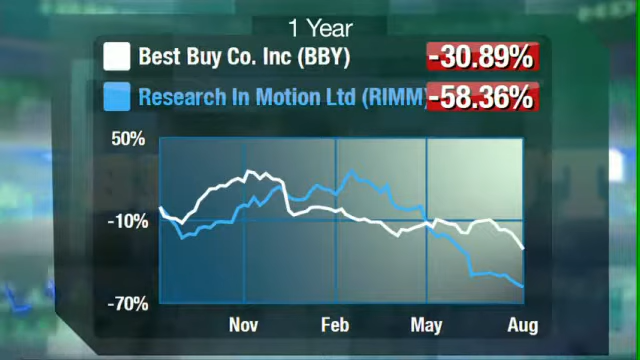 1 Year
Best Buy Co. Inc (BBY) -30.89%
Research In Motion Ltd (RIMM) -58.36%
50%
-10%
-70%
Nov Feb May Aug